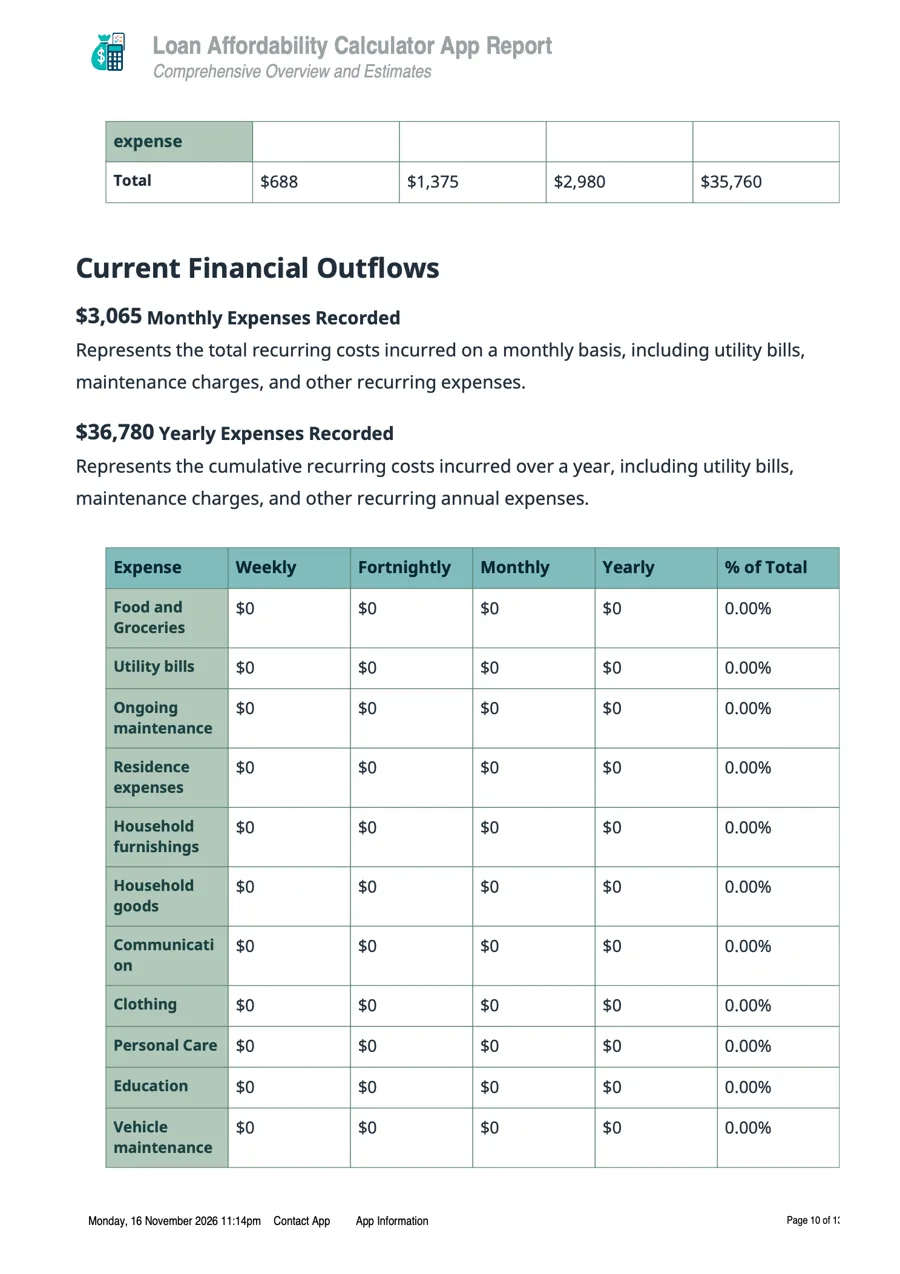 Loan Affordability Calculator App Report
Comprehensive Overview and Estimates
expense
Total $688 $1,375 $2,980 $35,760
Current Financial Outflows
$3,065 Monthly Expenses Recorded
Represents the total recurring costs incurred on a monthly basis, including utility bills,
maintenance charges, and other recurring expenses.
$36,780 Yearly Expenses Recorded
Represents the cumulative recurring costs incurred over a year, including utility bills,
maintenance charges, and other recurring annual expenses.
Expense Weekly Fortnightly Monthly Yearly % of Total
Food and
Groceries $0 $0 $0 $0 0.00%
Utility bills $0 $0 $0 $0 0.00%
Ongoing
maintenance $0 $0 $0 $0 0.00%
Residence
expenses $0 $0 $0 $0 0.00%
Household
furnishings $0 $0 $0 $0 0.00%
Household
goods $0 $0 $0 $0 0.00%
Communicati
on $0 $0 $0 $0 0.00%
Clothing $0 $0 $0 $0 0.00%
Personal Care $0 $0 $0 $0 0.00%
Education $0 $0 $0 $0 0.00%
Vehicle
maintenance $0 $0 $0 $0 0.00%
Monday, 16 November 2026 11:14pm Contact App App Information Page 10 of